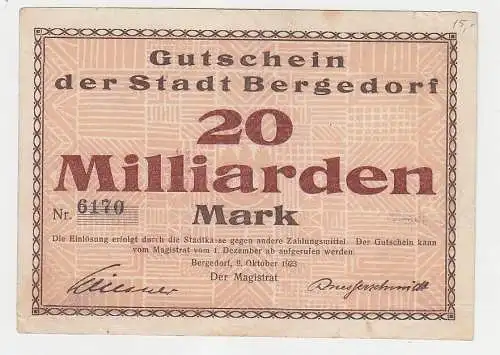 15,-
Gutschein
der Stadt Bergedorf
20
Milliarden
Nr. 6170
Mark
Die Einlösung erfolgt durch die Stadtkasse gegen andere Zahlungsmittel. Der Gutschein kann
vom Magistrat vom 1. Dezember ab aufgerufen werden
Bergedorf, 9. Oktober 1923
Der Magistrat